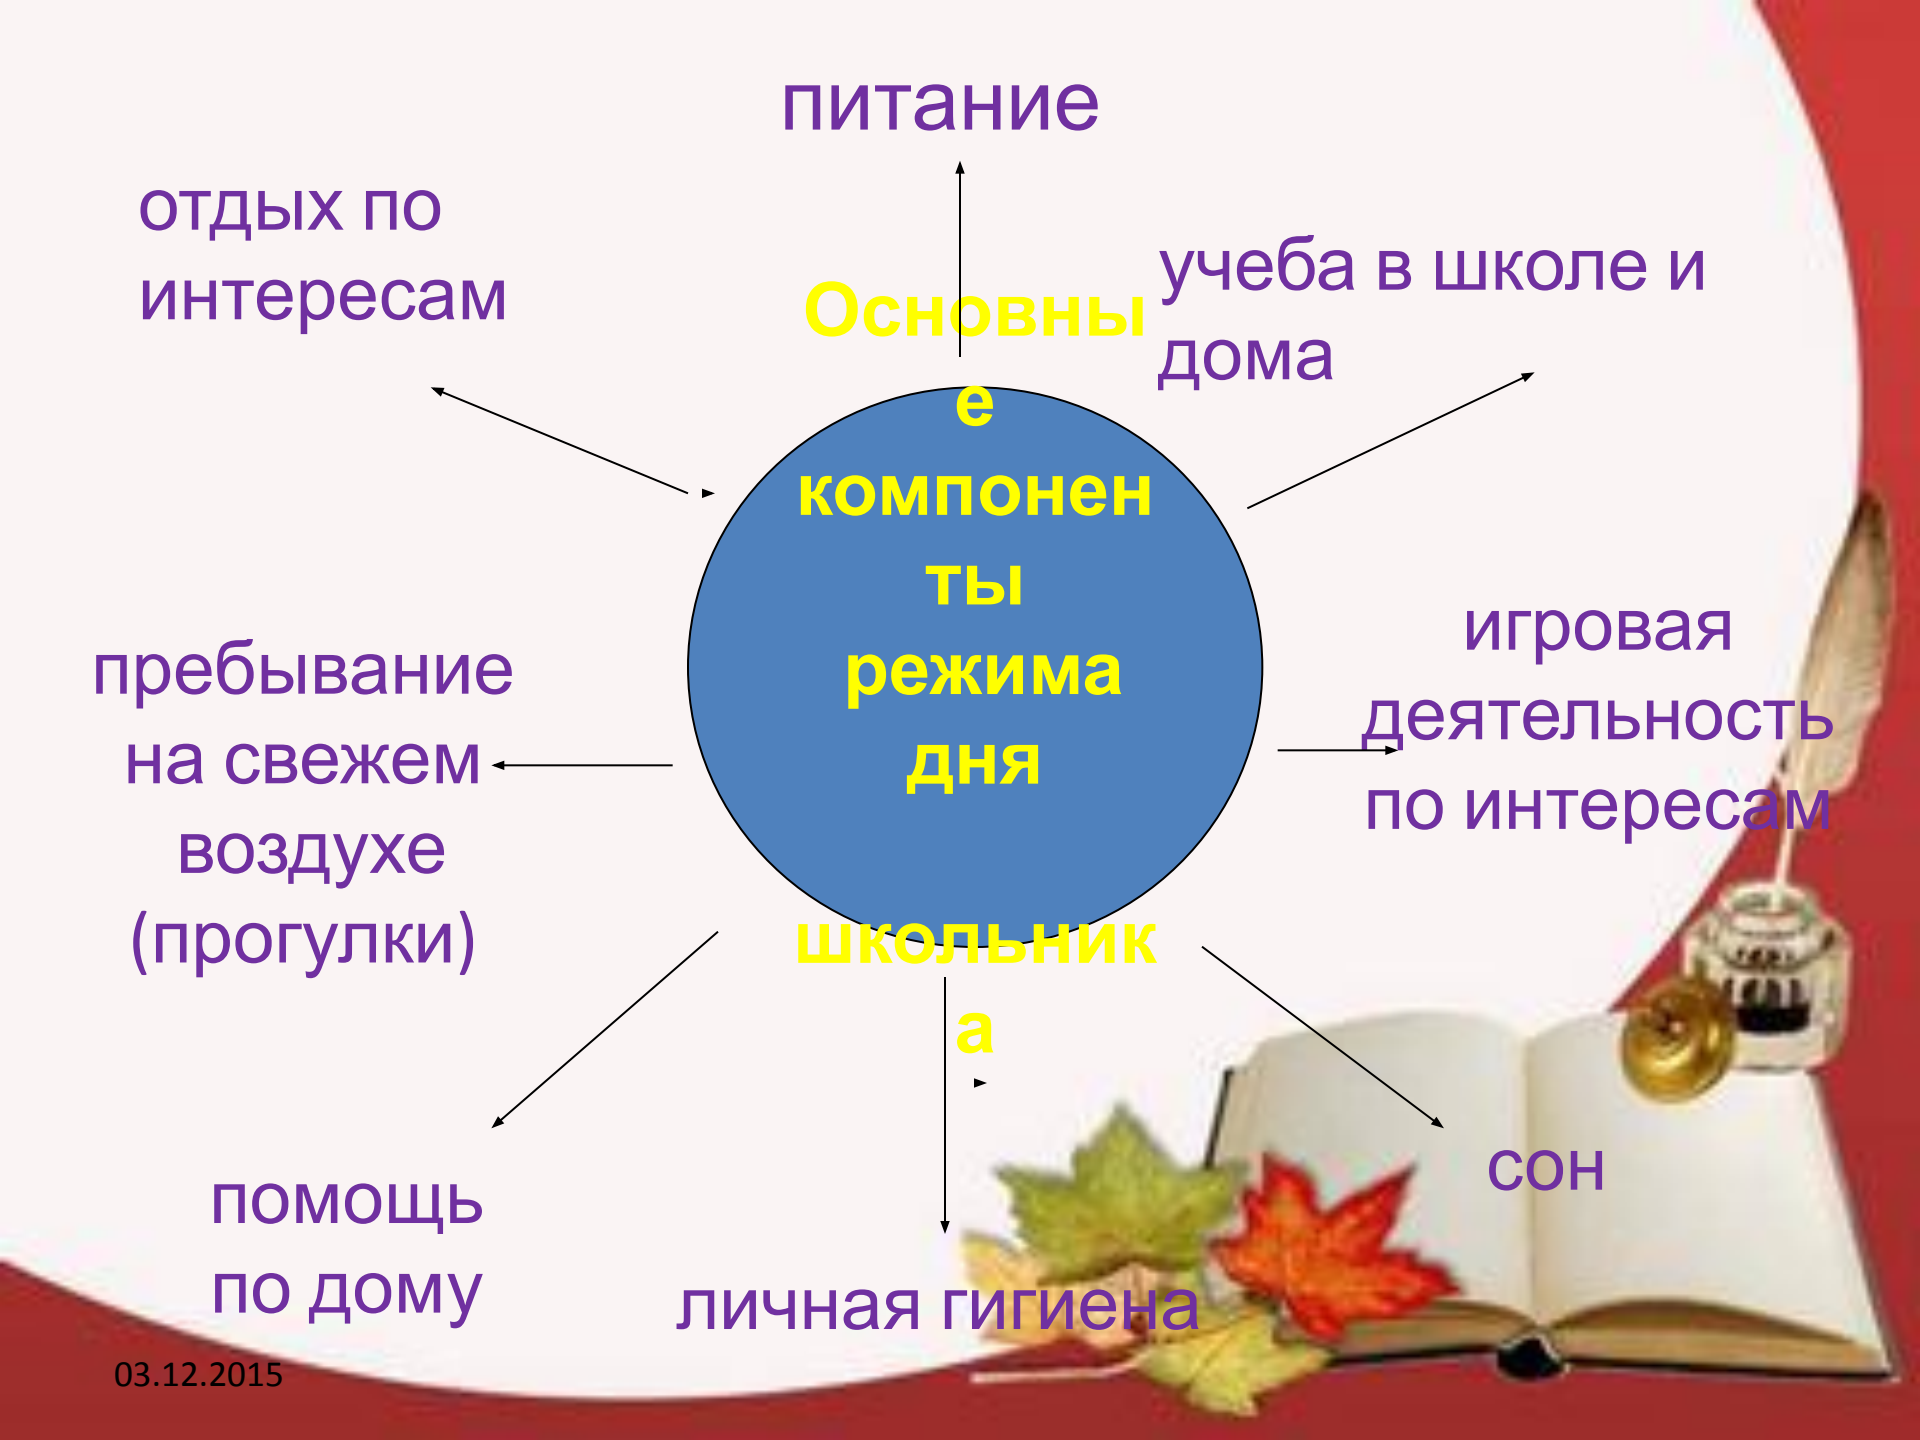 питание
отдых по
интересам
учеба в школе и
дома
Основны
е
компонен
ты
режима
дня
школьник
а
игровая
деятельность
по интересам
пребывание
на свежем
воздухе
(прогулки)
сон
помощь
по дому
личная гигиена
03.12.2015